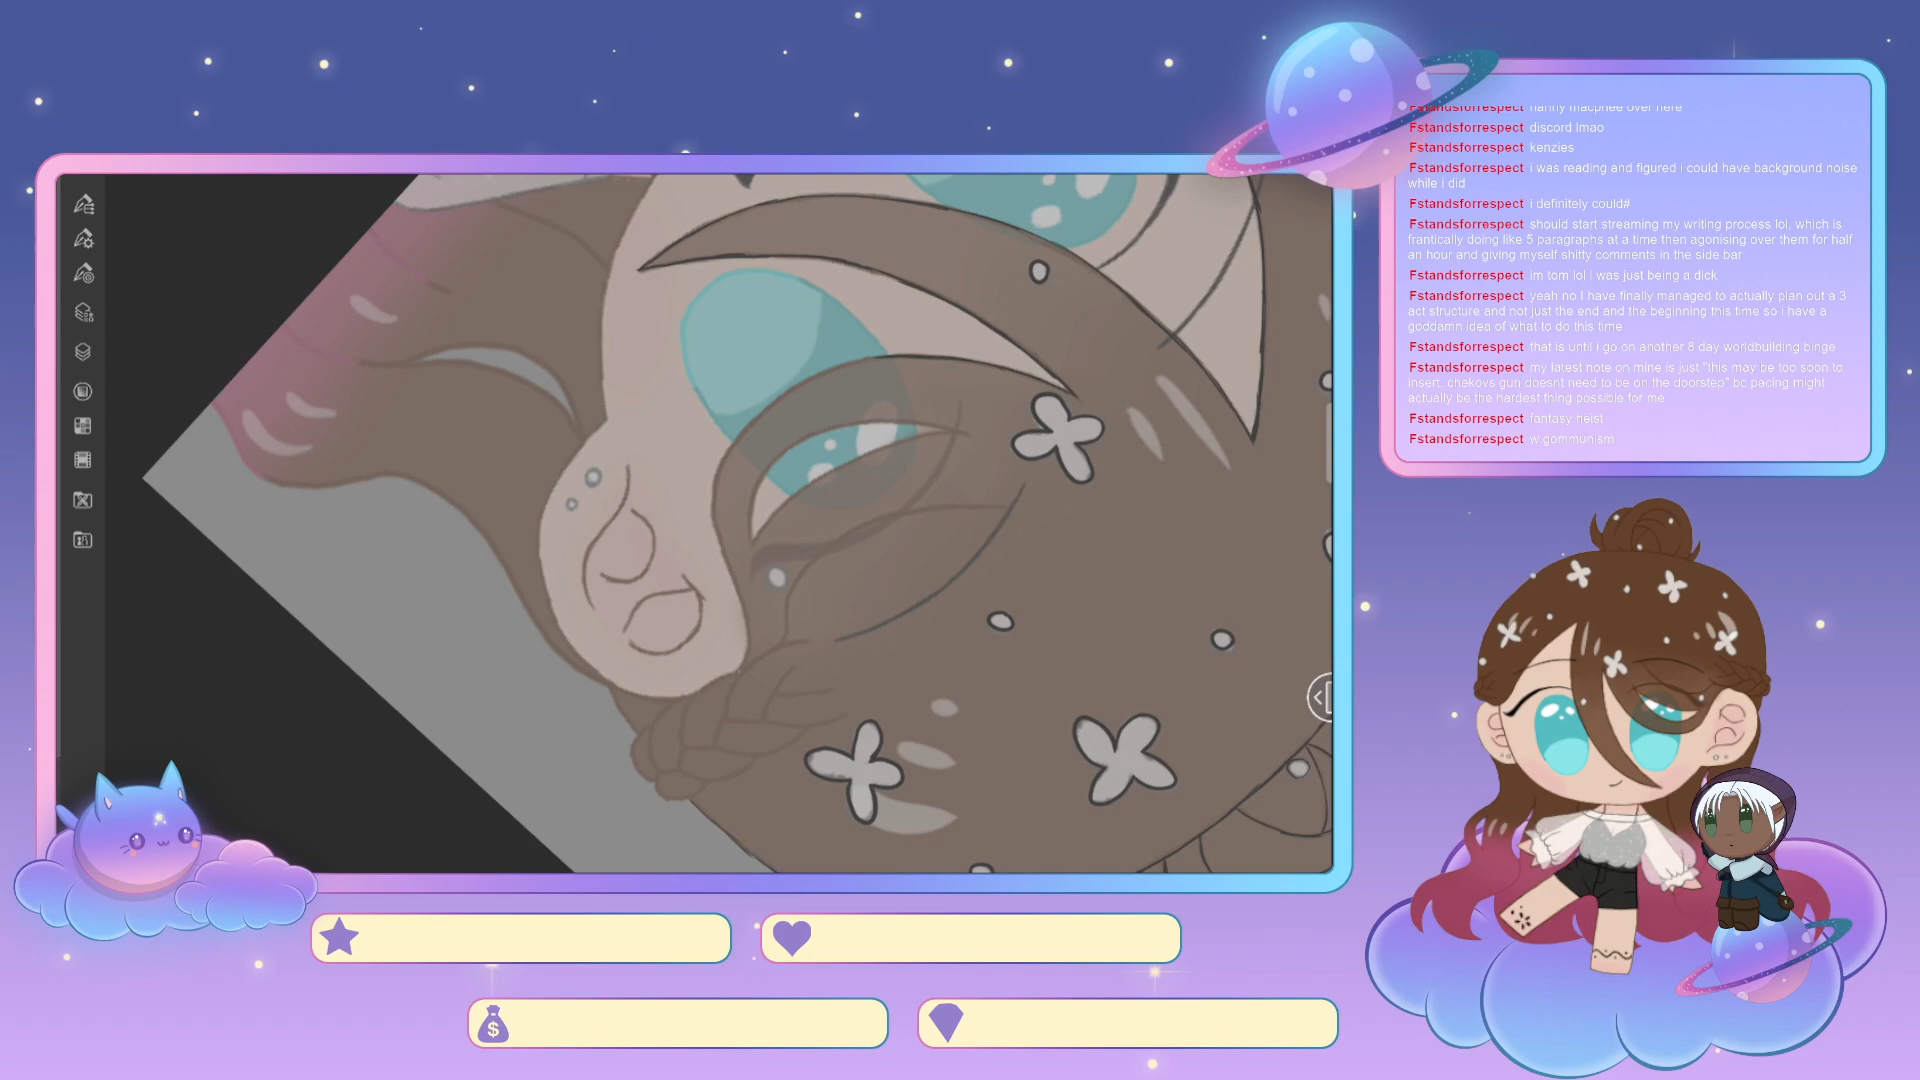 Fstandsforrespect nanny macphee over here
Fstandsforrespect discord lmao
Fstandsforrespect kenzies
Fstandsforrespect i was reading and figured i could have background noise
while i did
Fstandsforrespect i definitely could#
Fstandsforrespect should start streaming my writing process lol, which is
frantically doing like 5 paragraphs at a time then agonising over them for half
an hour and giving myself shitty comments in the side bar
Fstandsforrespect im tom lol i was just being a dick
Fstandsforrespect yeah no I have finally managed to actually plan out a 3
act structure and not just the end and the beginning this time so i have a
goddamn idea of what to do this time
Fstandsforrespect that is until i go on another 8 day worldbuilding binge
Fstandsforrespect my latest note on mine is just "this may be too soon to
insert, chekovs gun doesnt need to be on the doorstep" bc pacing might
actually be the hardest thing possible for me
Fstandsforrespect fantasy heist
Fstandsforrespect w gommunism
$